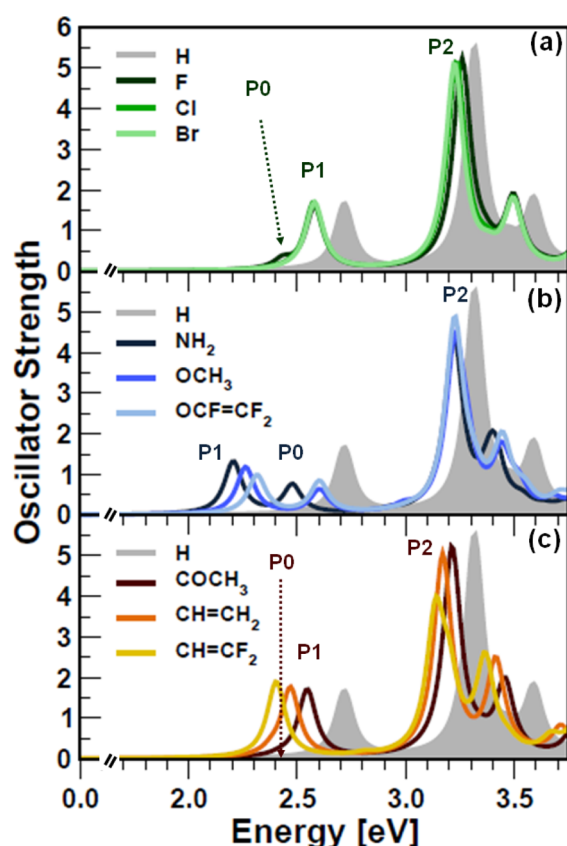 (a)
H
F
Cl
Br
P0
P1
P2
6
5
4
3
2
1
0
(b)
H
NH₂
OCH₃
OCF=CF₂
P1
P0
P2
5
4
3
2
1
0
(c)
H
COCH₃
CH=CH₂
CH=CF₂
P0
P1
P2
5
4
3
2
1
0
Oscillator Strength
0.0 2.0 2.5 3.0 3.5
Energy [eV]